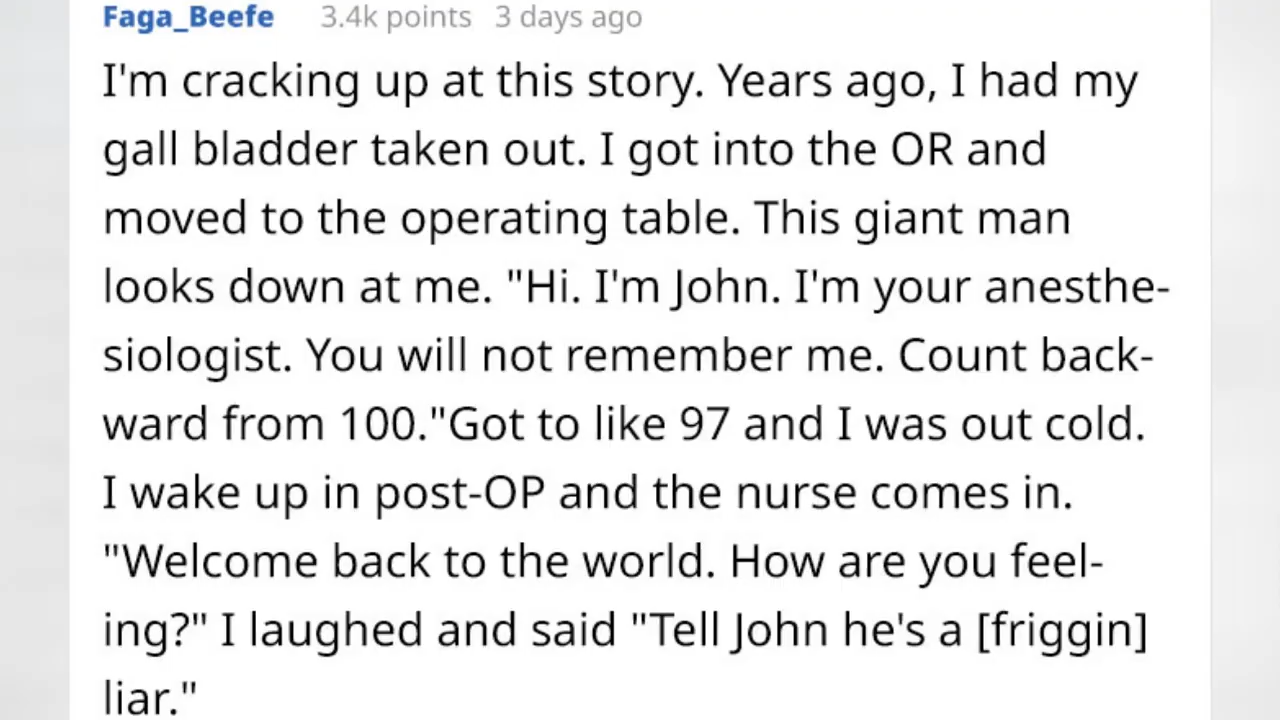 Faga_Beefe 3.4k points 3 days ago
I'm cracking up at this story. Years ago, I had my
gall bladder taken out. I got into the OR and
moved to the operating table. This giant man
looks down at me. "Hi. I'm John. I'm your anesthe-
siologist. You will not remember me. Count back-
ward from 100."Got to like 97 and I was out cold.
I wake up in post-OP and the nurse comes in.
"Welcome back to the world. How are you feel-
ing?" I laughed and said "Tell John he's a [friggin]
liar."